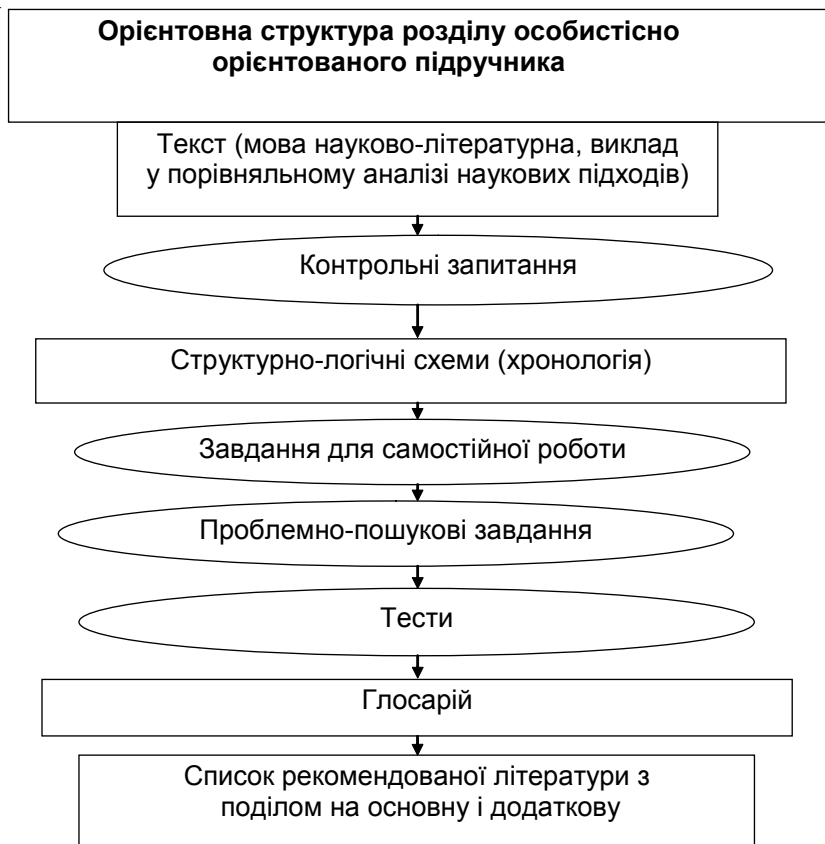 Орієнтовна структура розділу особистісно
орієнтованого підручника
Текст (мова науково-літературна, виклад
у порівняльному аналізі наукових підходів)
Контрольні запитання
Структурно-логічні схеми (хронологія)
Завдання для самостійної роботи
Проблемно-пошукові завдання
Тести
Глосарій
Список рекомендованої літератури з
поділом на основну і додаткову